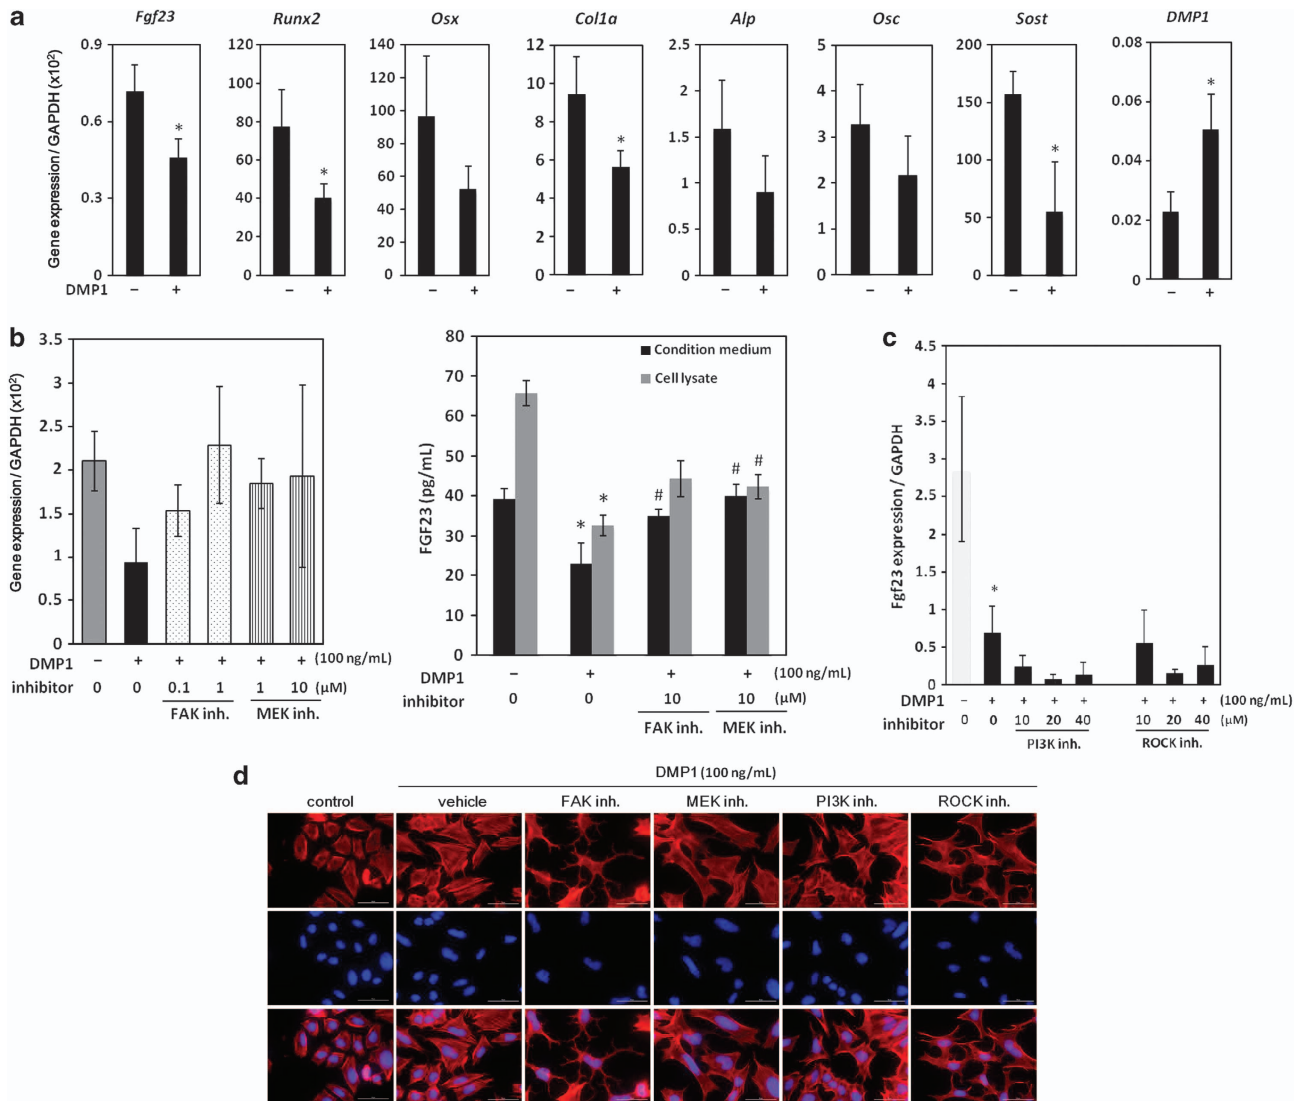 a
Fgf23 Runx2 Osx Col1a Alp Osc Sost DMP1
Gene expression / GAPDH (x10²)
0.9 120 140 12 2.5 5 200 0.08
100 120 10 2 4 150 0.06
0.6 80 100 8 1.5 3 100 0.04
60 80 6 1 2 50 0.02
0.3 40 60 4 0.5 1 0 0
20 40 2 0 0
0 0 20 0
0
* * * * *
DMP1 − + − + − + − + − + − + − + − +
b
Gene expression / GAPDH (x10²)
3.5
3
2.5
2
1.5
1
0.5
0
DMP1 − + + + + + (100 ng/mL)
inhibitor 0 0 0.1 1 1 10 (μM)
FAK inh. MEK inh.
FGF23 (pg/mL)
80
70
60
50
40
30
20
10
0
Condition medium
Cell lysate
* * # # #
DMP1 − + + + (100 ng/mL)
inhibitor 0 0 10 10 (μM)
FAK inh. MEK inh.
c
Fgf23 expression / GAPDH
4.5
4
3.5
3
2.5
2
1.5
1
0.5
0
*
DMP1 − + + + + + + + (100 ng/mL)
inhibitor 0 0 10 20 40 10 20 40 (μM)
PI3K inh. ROCK inh.
d
DMP1 (100 ng/mL)
control vehicle FAK inh. MEK inh. PI3K inh. ROCK inh.